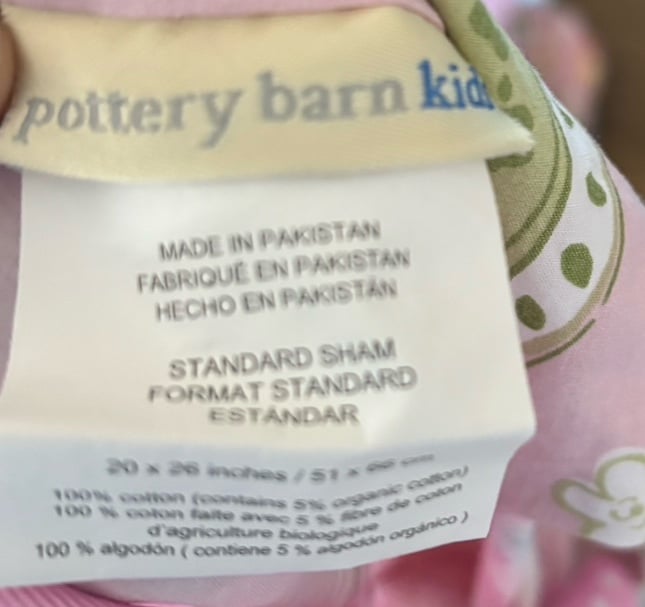 pottery barn kids
MADE IN PAKISTAN
FABRIQUÉ EN PAKISTAN
HECHO EN PAKISTÁN
STANDARD SHAM
FORMAT STANDARD
ESTÁNDAR
20 x 26 inches / 51 x 66 cm
100% cotton (contains 5% organic cotton)
100 % coton faite avec 5 % fibre de coton
d'agriculture biologique
100 % algodón ( contiene 5 % algodón orgánico )